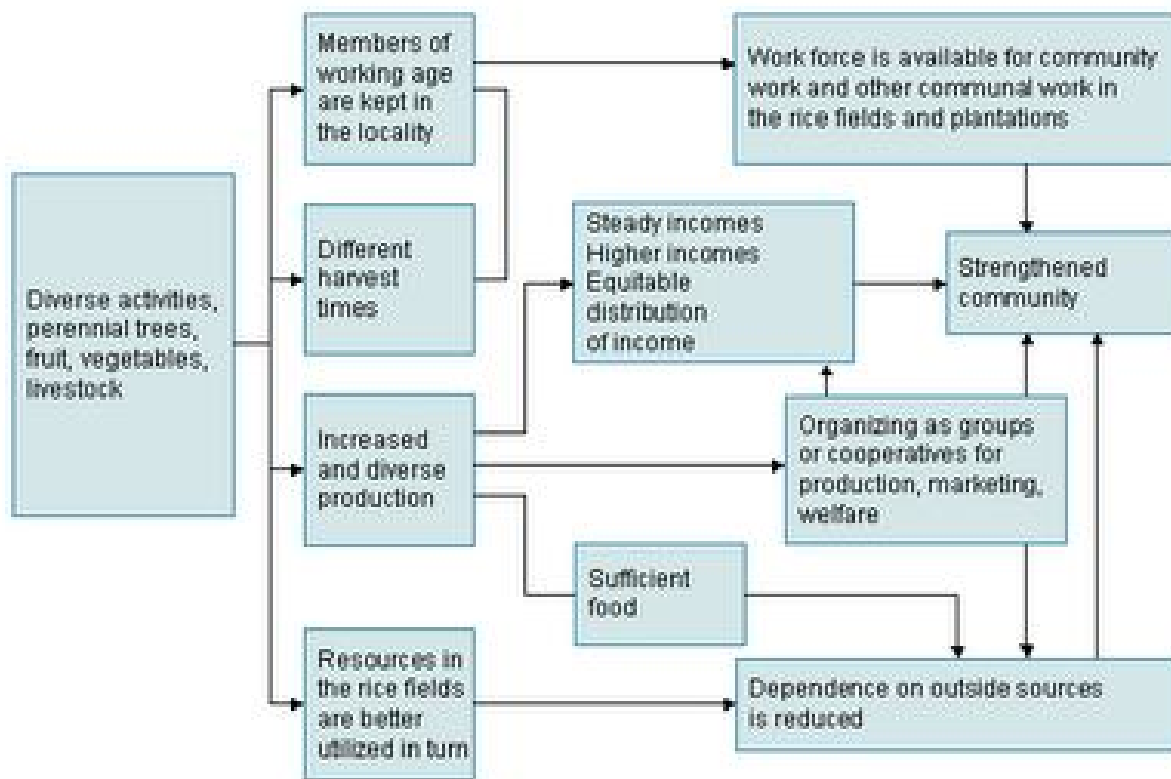 Members of
working age
are kept in
the locality
Work force is available for community
work and other communal work in
the rice fields and plantations
Diverse activities,
perennial trees,
fruit, vegetables,
livestock
Different
harvest
times
Steady incomes
Higher incomes
Equitable
distribution
of income
Strengthened
community
Increased
and diverse
production
Organizing as groups
or cooperatives for
production, marketing,
welfare
Sufficient
food
Resources in
the rice fields
are better
utilized in turn
Dependence on outside sources
is reduced